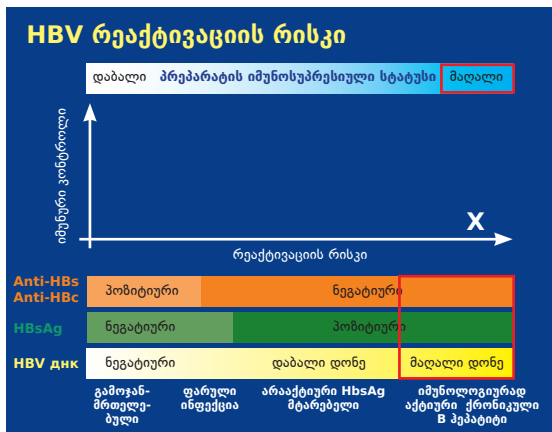 HBV რეაქტივაციის რისკი
დაბალი პრეპარატის იმუნოსუპრესიული სტატუსი მაღალი
იმუნური კონტროლი
X
რეაქტივაციის რისკი
Anti-HBs
Anti-HBc
პოზიტიური ნეგატიური
HBsAg ნეგატიური პოზიტიური
HBV днк ნეგატიური დაბალი დონე მაღალი დონე
გამოჯან-
მრთელე-
ბული
ფარული
ინფექცია
არააქტიური HbsAg
მტარებელი
იმუნოლოგიურად
აქტიური ქრონიკული
B ჰეპატიტი